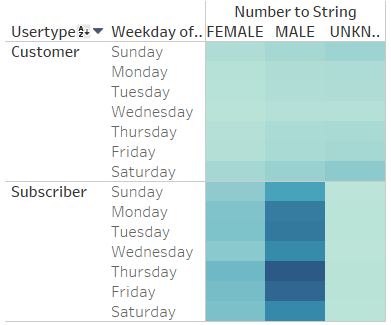 Number to String
Usertype Weekday of.. FEMALE MALE UNKN..
Customer Sunday
Monday
Tuesday
Wednesday
Thursday
Friday
Saturday
Subscriber Sunday
Monday
Tuesday
Wednesday
Thursday
Friday
Saturday